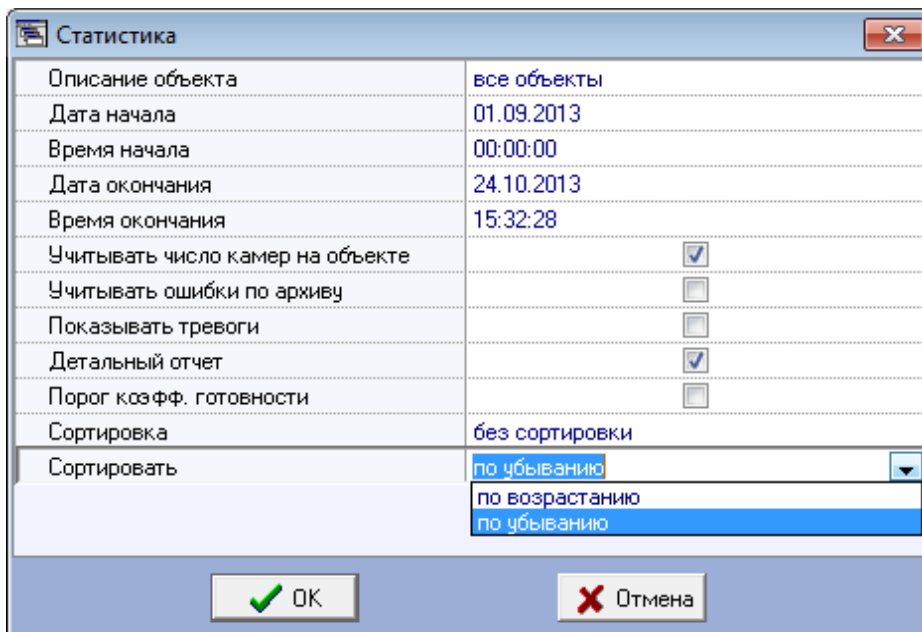 Статистика
Описание объекта все объекты
Дата начала 01.09.2013
Время начала 00:00:00
Дата окончания 24.10.2013
Время окончания 15:32:28
Учитывать число камер на объекте
Учитывать ошибки по архиву
Показывать тревоги
Детальный отчет
Порог коэфф. готовности
Сортировка без сортировки
Сортировать по убыванию
по возрастанию
по убыванию
OK Отмена